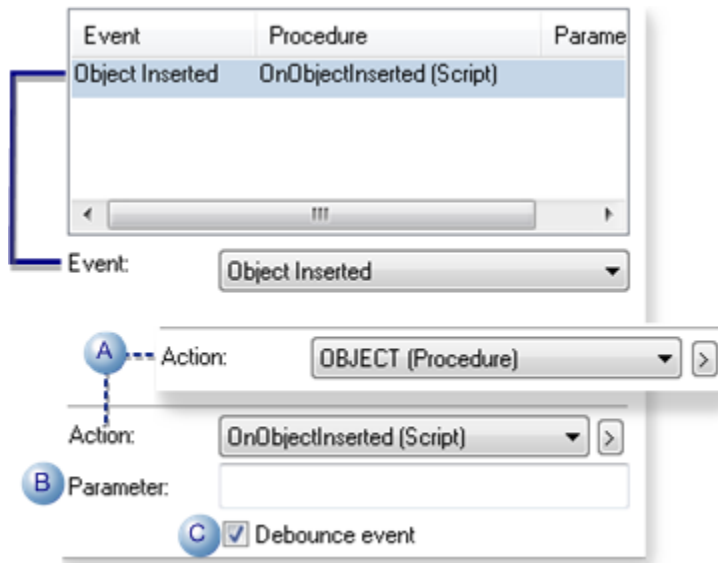 Event Procedure Parame
Object Inserted OnObjectInserted (Script)
Event: Object Inserted
A Action: OBJECT (Procedure) >
Action: OnObjectInserted (Script) >
B Parameter:
C Debounce event